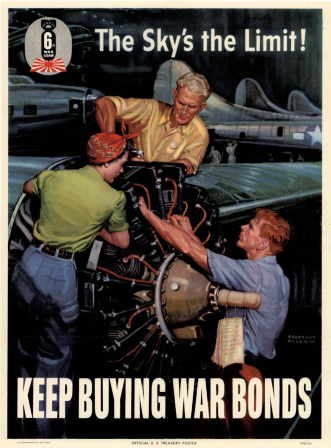 6
WAR
LOAN
The Sky's the Limit!
KEEP BUYING WAR BONDS
OFFICIAL U. S. TREASURY POSTER